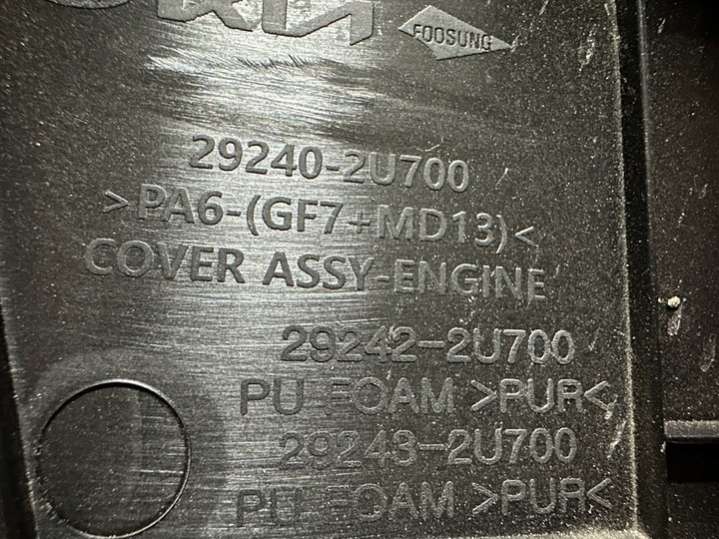 KIA
FOOSUNG
29240-2U700
>PA6-(GF7+MD13)<
COVER ASSY-ENGINE
29242-2U700
PU FOAM >PUR<
29243-2U700
PU FOAM >PUR<